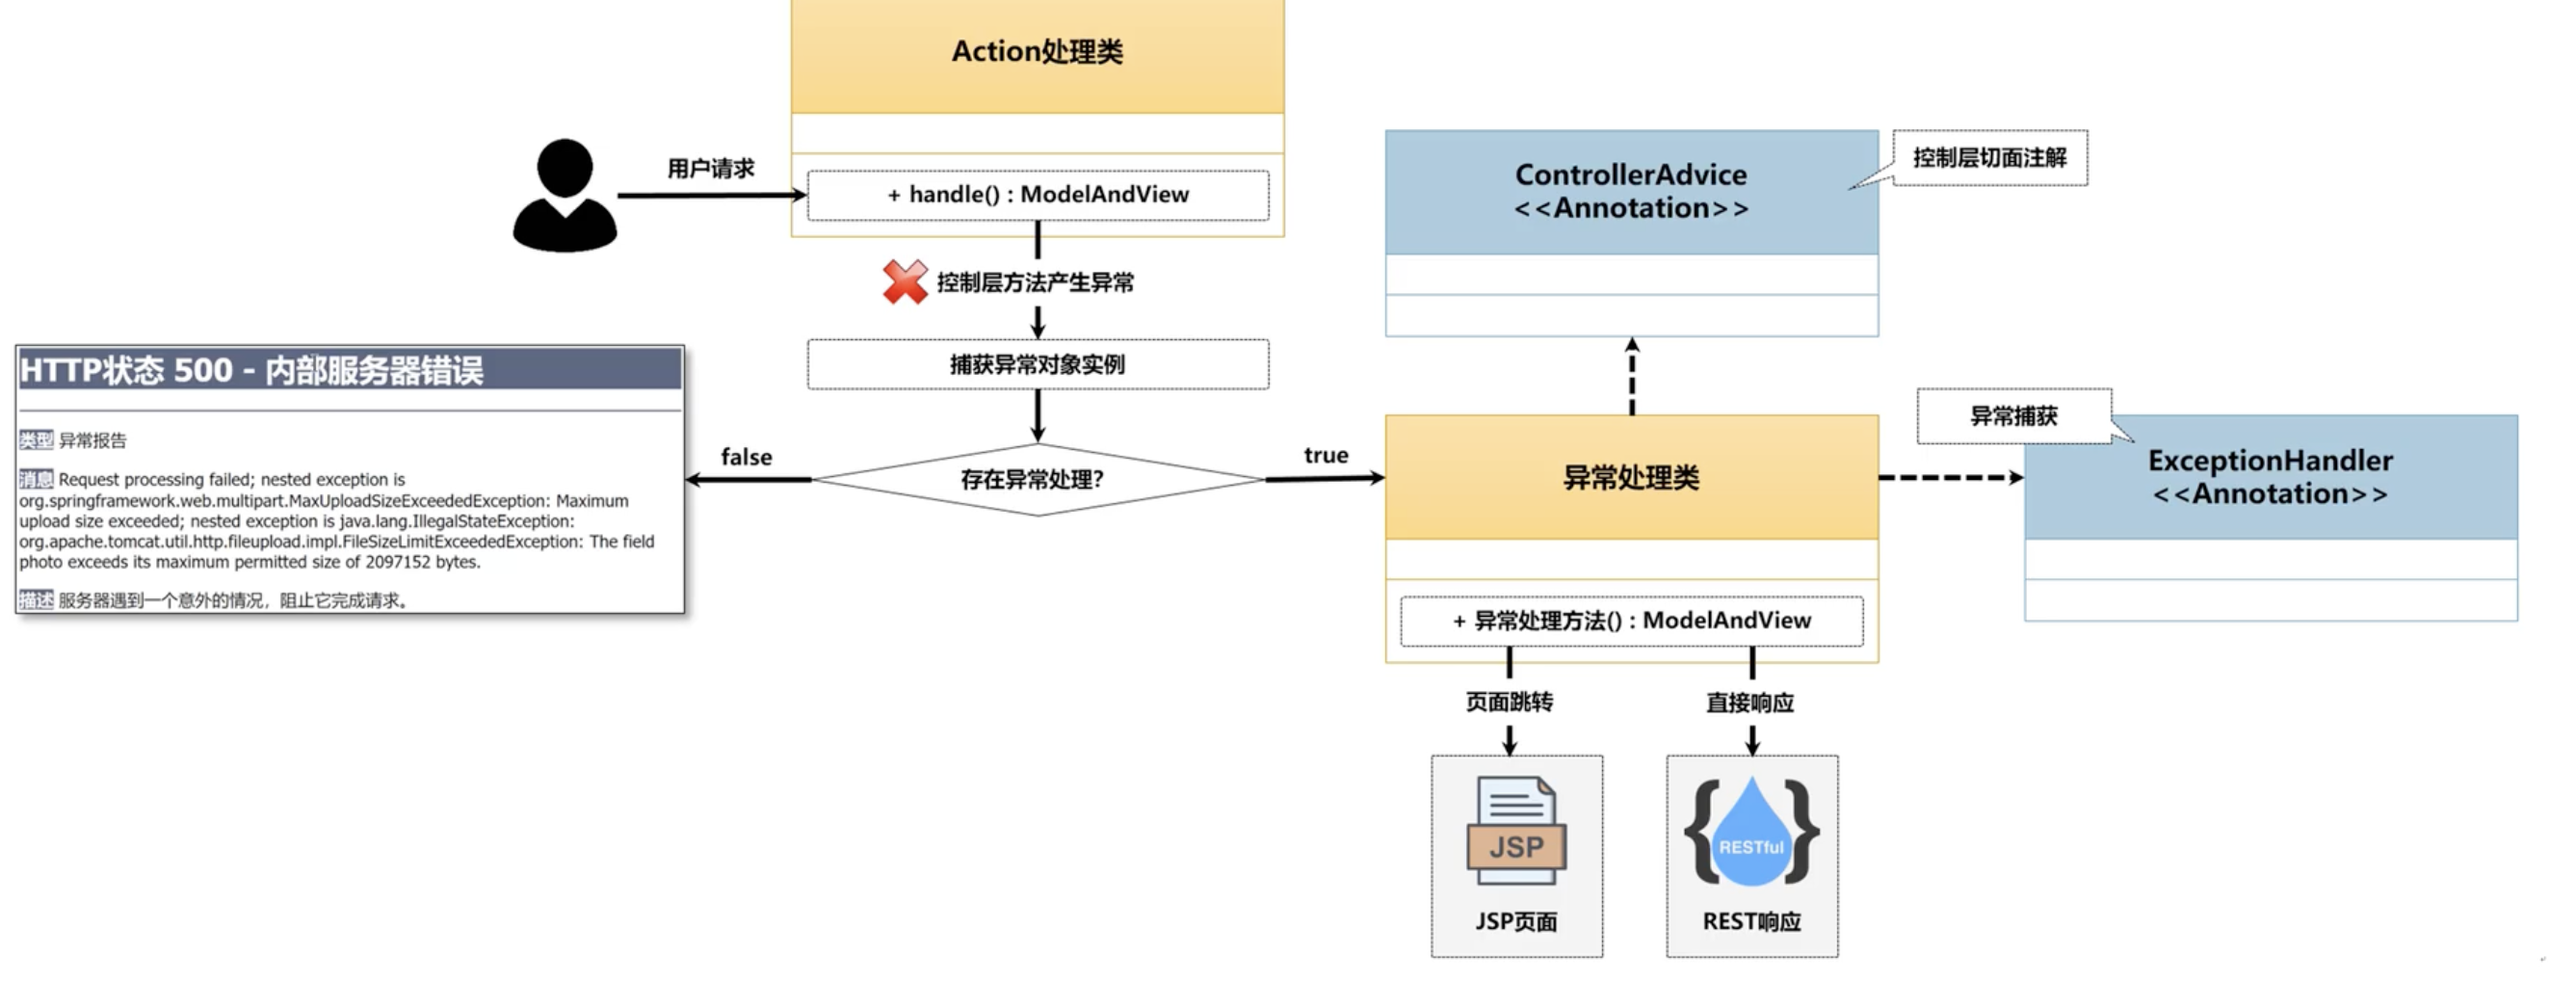 Action处理类
用户请求
+ handle() : ModelAndView
控制层方法产生异常
捕获异常对象实例
存在异常处理?
false
true
HTTP状态 500 - 内部服务器错误
类型 异常报告
消息 Request processing failed; nested exception is
org.springframework.web.multipart.MaxUploadSizeExceededException: Maximum
upload size exceeded; nested exception is java.lang.IllegalStateException:
org.apache.tomcat.util.http.fileupload.impl.FileSizeLimitExceededException: The field
photo exceeds its maximum permitted size of 2097152 bytes.
描述 服务器遇到一个意外的情况，阻止它完成请求。
ControllerAdvice
<<Annotation>>
控制层切面注解
异常处理类
+ 异常处理方法() : ModelAndView
异常捕获
ExceptionHandler
<<Annotation>>
页面跳转
直接响应
JSP
JSP页面
{RESTful}
REST响应